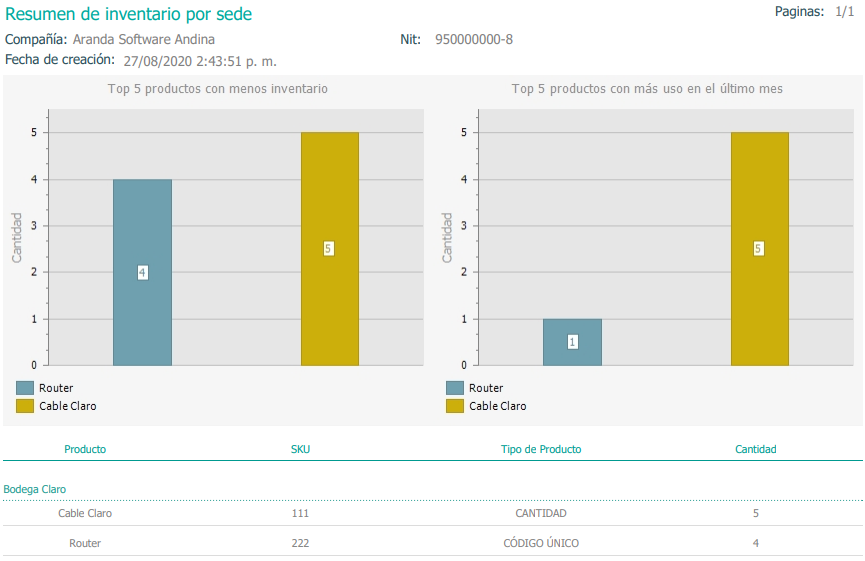 Resumen de inventario por sede
Paginas: 1/1
Compañía: Aranda Software Andina
Nit: 950000000-8
Fecha de creación: 27/08/2020 2:43:51 p. m.
Top 5 productos con menos inventario
Cantidad
5
4
3
2
1
0
4
5
Router
Cable Claro
Top 5 productos con más uso en el último mes
Cantidad
5
4
3
2
1
0
1
5
Router
Cable Claro
Producto SKU Tipo de Producto Cantidad
Bodega Claro
Cable Claro 111 CANTIDAD 5
Router 222 CÓDIGO ÚNICO 4